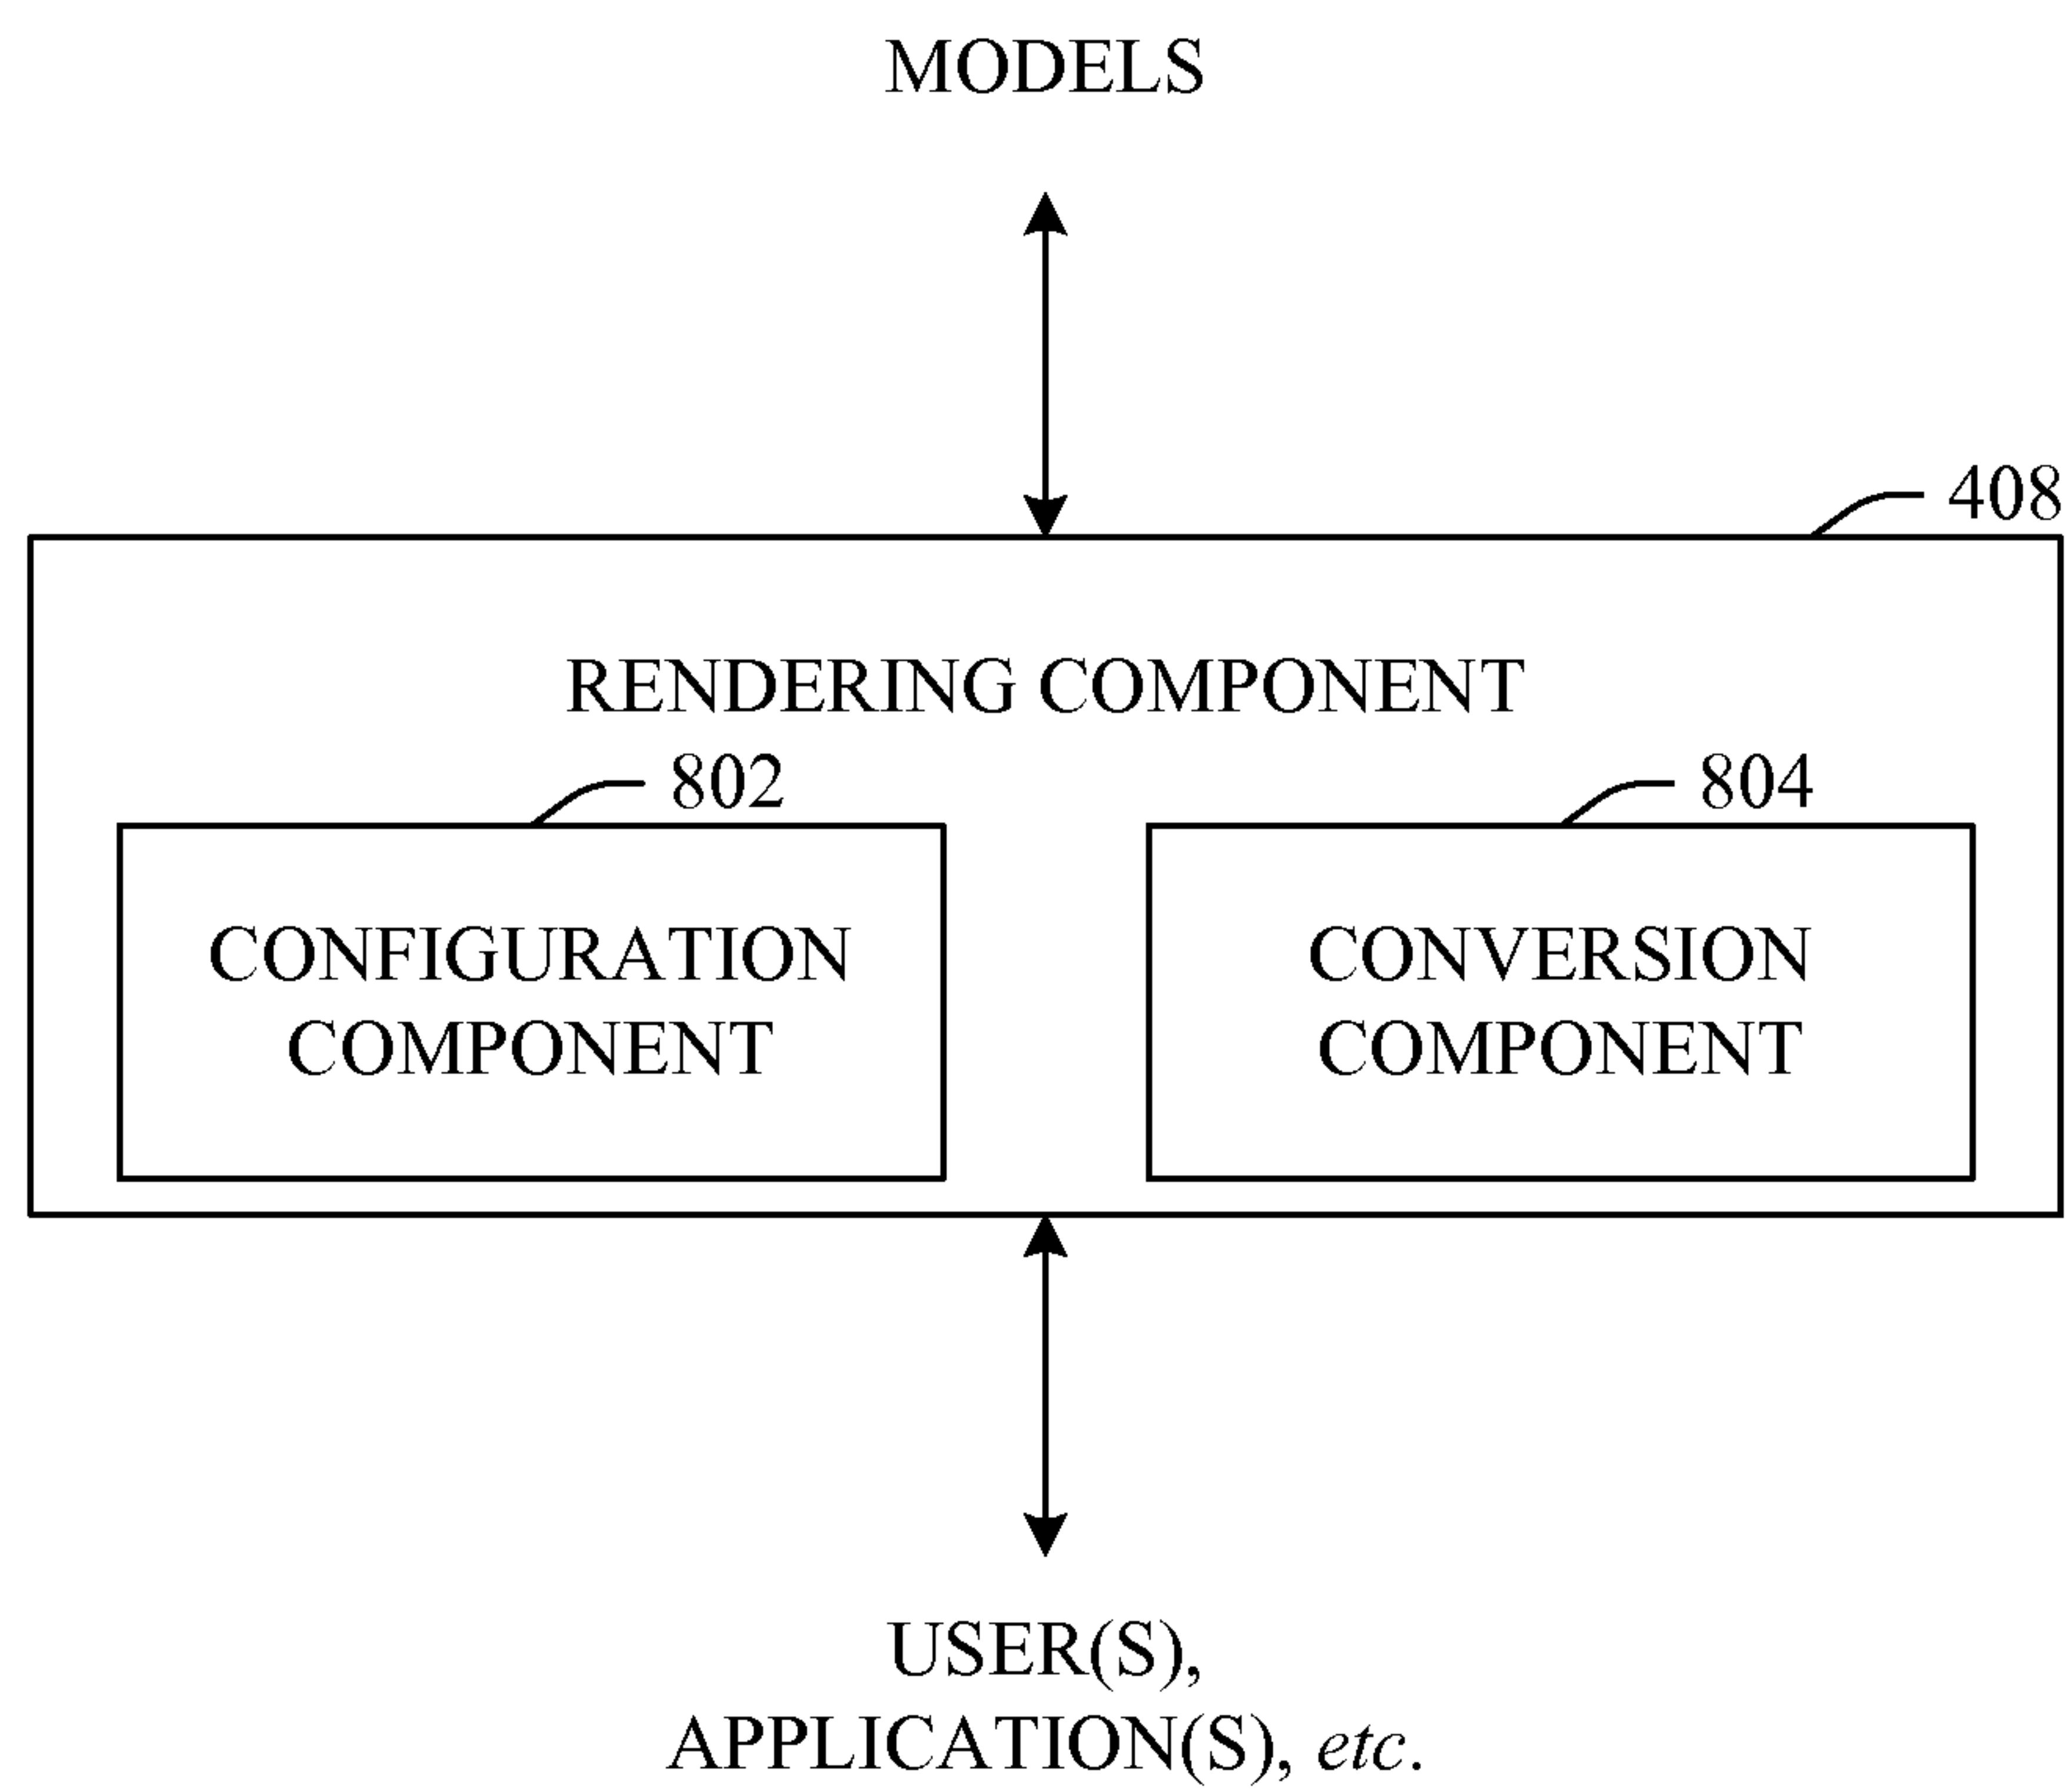 MODELS
408
RENDERING COMPONENT
802
804
CONFIGURATION
COMPONENT
CONVERSION
COMPONENT
USER(S),
APPLICATION(S), etc.